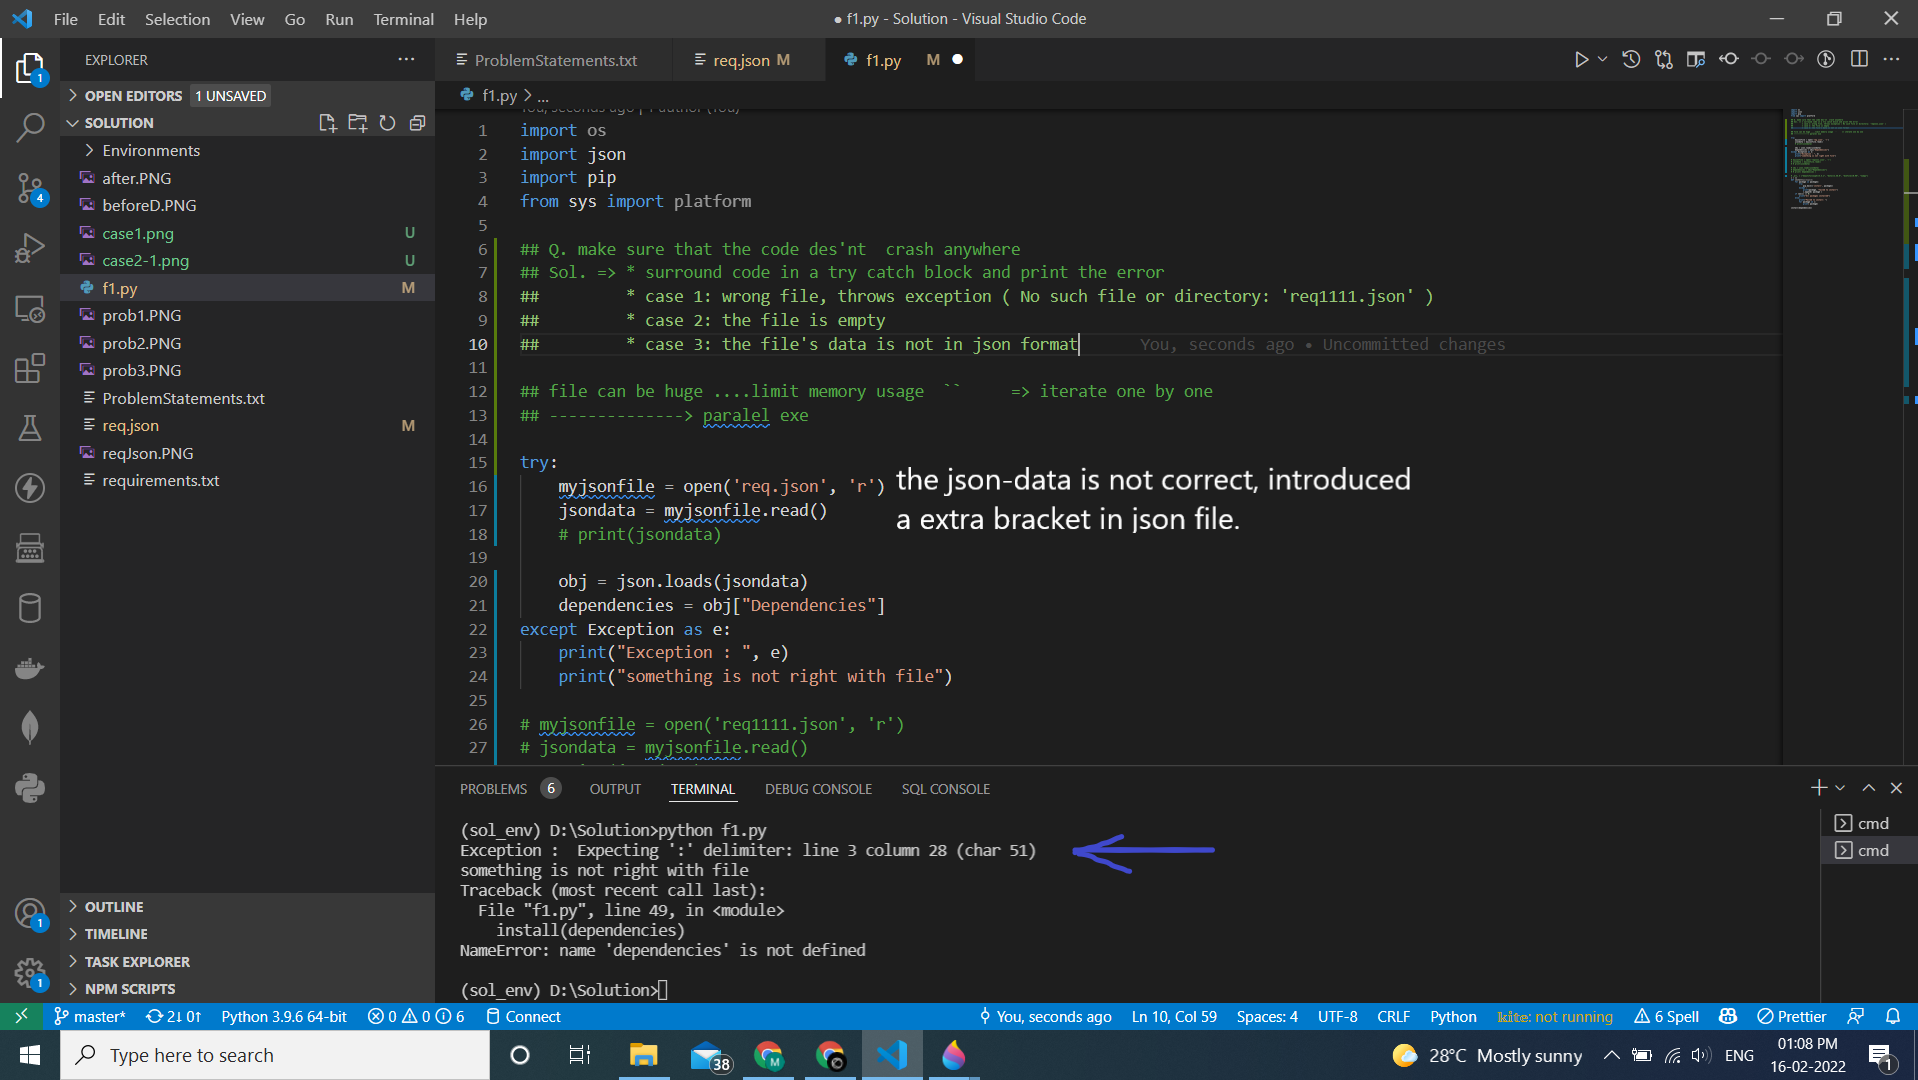 File Edit Selection View Go Run Terminal Help
● f1.py - Solution - Visual Studio Code
EXPLORER
OPEN EDITORS 1 UNSAVED
SOLUTION
Environments
after.PNG
beforeD.PNG
case1.png U
case2-1.png U
f1.py M
prob1.PNG
prob2.PNG
prob3.PNG
ProblemStatements.txt
req.json M
reqJson.PNG
requirements.txt
OUTLINE
TIMELINE
TASK EXPLORER
NPM SCRIPTS
1
4
1
1
ProblemStatements.txt
req.json M
f1.py M
f1.py > ...
1 import os
2 import json
3 import pip
4 from sys import platform
5
6 ## Q. make sure that the code des'nt  crash anywhere
7 ## Sol. => * surround code in a try catch block and print the error
8 ##         * case 1: wrong file, throws exception ( No such file or directory: 'req1111.json' )
9 ##         * case 2: the file is empty
10 ##         * case 3: the file's data is not in json format You, seconds ago • Uncommitted changes
11
12 ## file can be huge ....limit memory usage  ``     => iterate one by one
13 ## --------------> paralel exe
14
15 try:
16     myjsonfile = open('req.json', 'r')
17     jsondata = myjsonfile.read()
18     # print(jsondata)
19
20     obj = json.loads(jsondata)
21     dependencies = obj["Dependencies"]
22 except Exception as e:
23     print("Exception : ", e)
24     print("something is not right with file")
25
26 # myjsonfile = open('req1111.json', 'r')
27 # jsondata = myjsonfile.read()
the json-data is not correct, introduced
a extra bracket in json file.
PROBLEMS 6 OUTPUT TERMINAL DEBUG CONSOLE SQL CONSOLE
(sol_env) D:\Solution>python f1.py
Exception :  Expecting ':' delimiter: line 3 column 28 (char 51)
something is not right with file
Traceback (most recent call last):
  File "f1.py", line 49, in <module>
    install(dependencies)
NameError: name 'dependencies' is not defined
(sol_env) D:\Solution>
cmd
cmd
master* 2↓ 0↑ Python 3.9.6 64-bit 0 0 6 Connect
You, seconds ago Ln 10, Col 59 Spaces: 4 UTF-8 CRLF Python kite: not running 6 Spell Prettier
Type here to search
38
M
28°C Mostly sunny
ENG
01:08 PM
16-02-2022
1